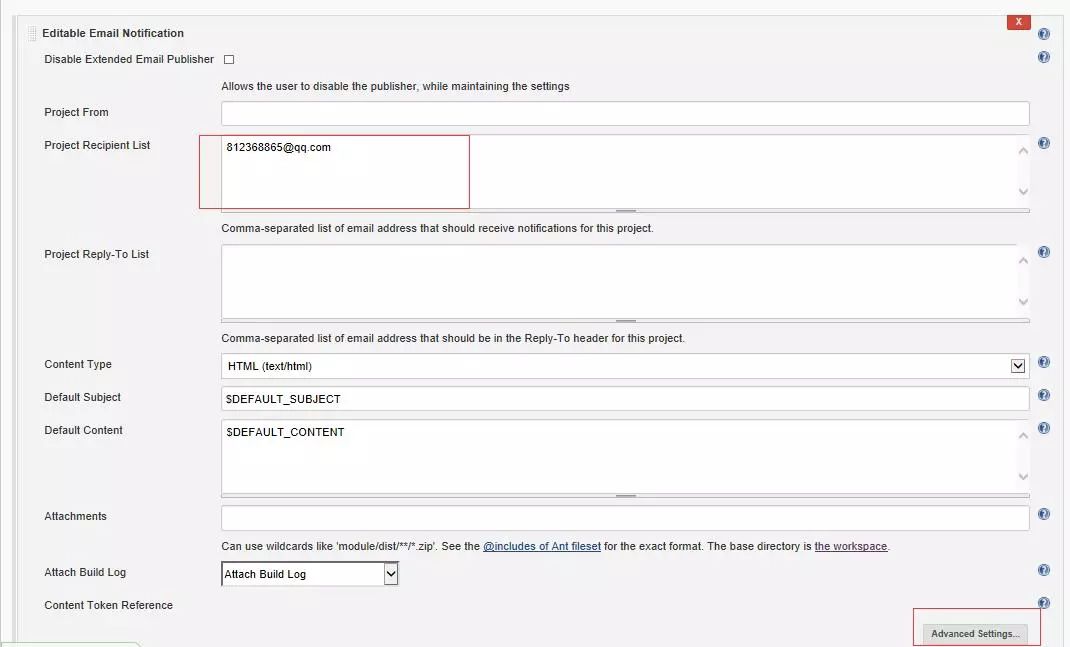 X
Editable Email Notification
Disable Extended Email Publisher
Allows the user to disable the publisher, while maintaining the settings
Project From
Project Recipient List
812368865@qq.com
Comma-separated list of email address that should receive notifications for this project.
Project Reply-To List
Comma-separated list of email address that should be in the Reply-To header for this project.
Content Type
HTML (text/html)
Default Subject
$DEFAULT_SUBJECT
Default Content
$DEFAULT_CONTENT
Attachments
Can use wildcards like 'module/dist/**/*.zip'. See the @includes of Ant fileset for the exact format. The base directory is the workspace.
Attach Build Log
Attach Build Log
Content Token Reference
Advanced Settings...